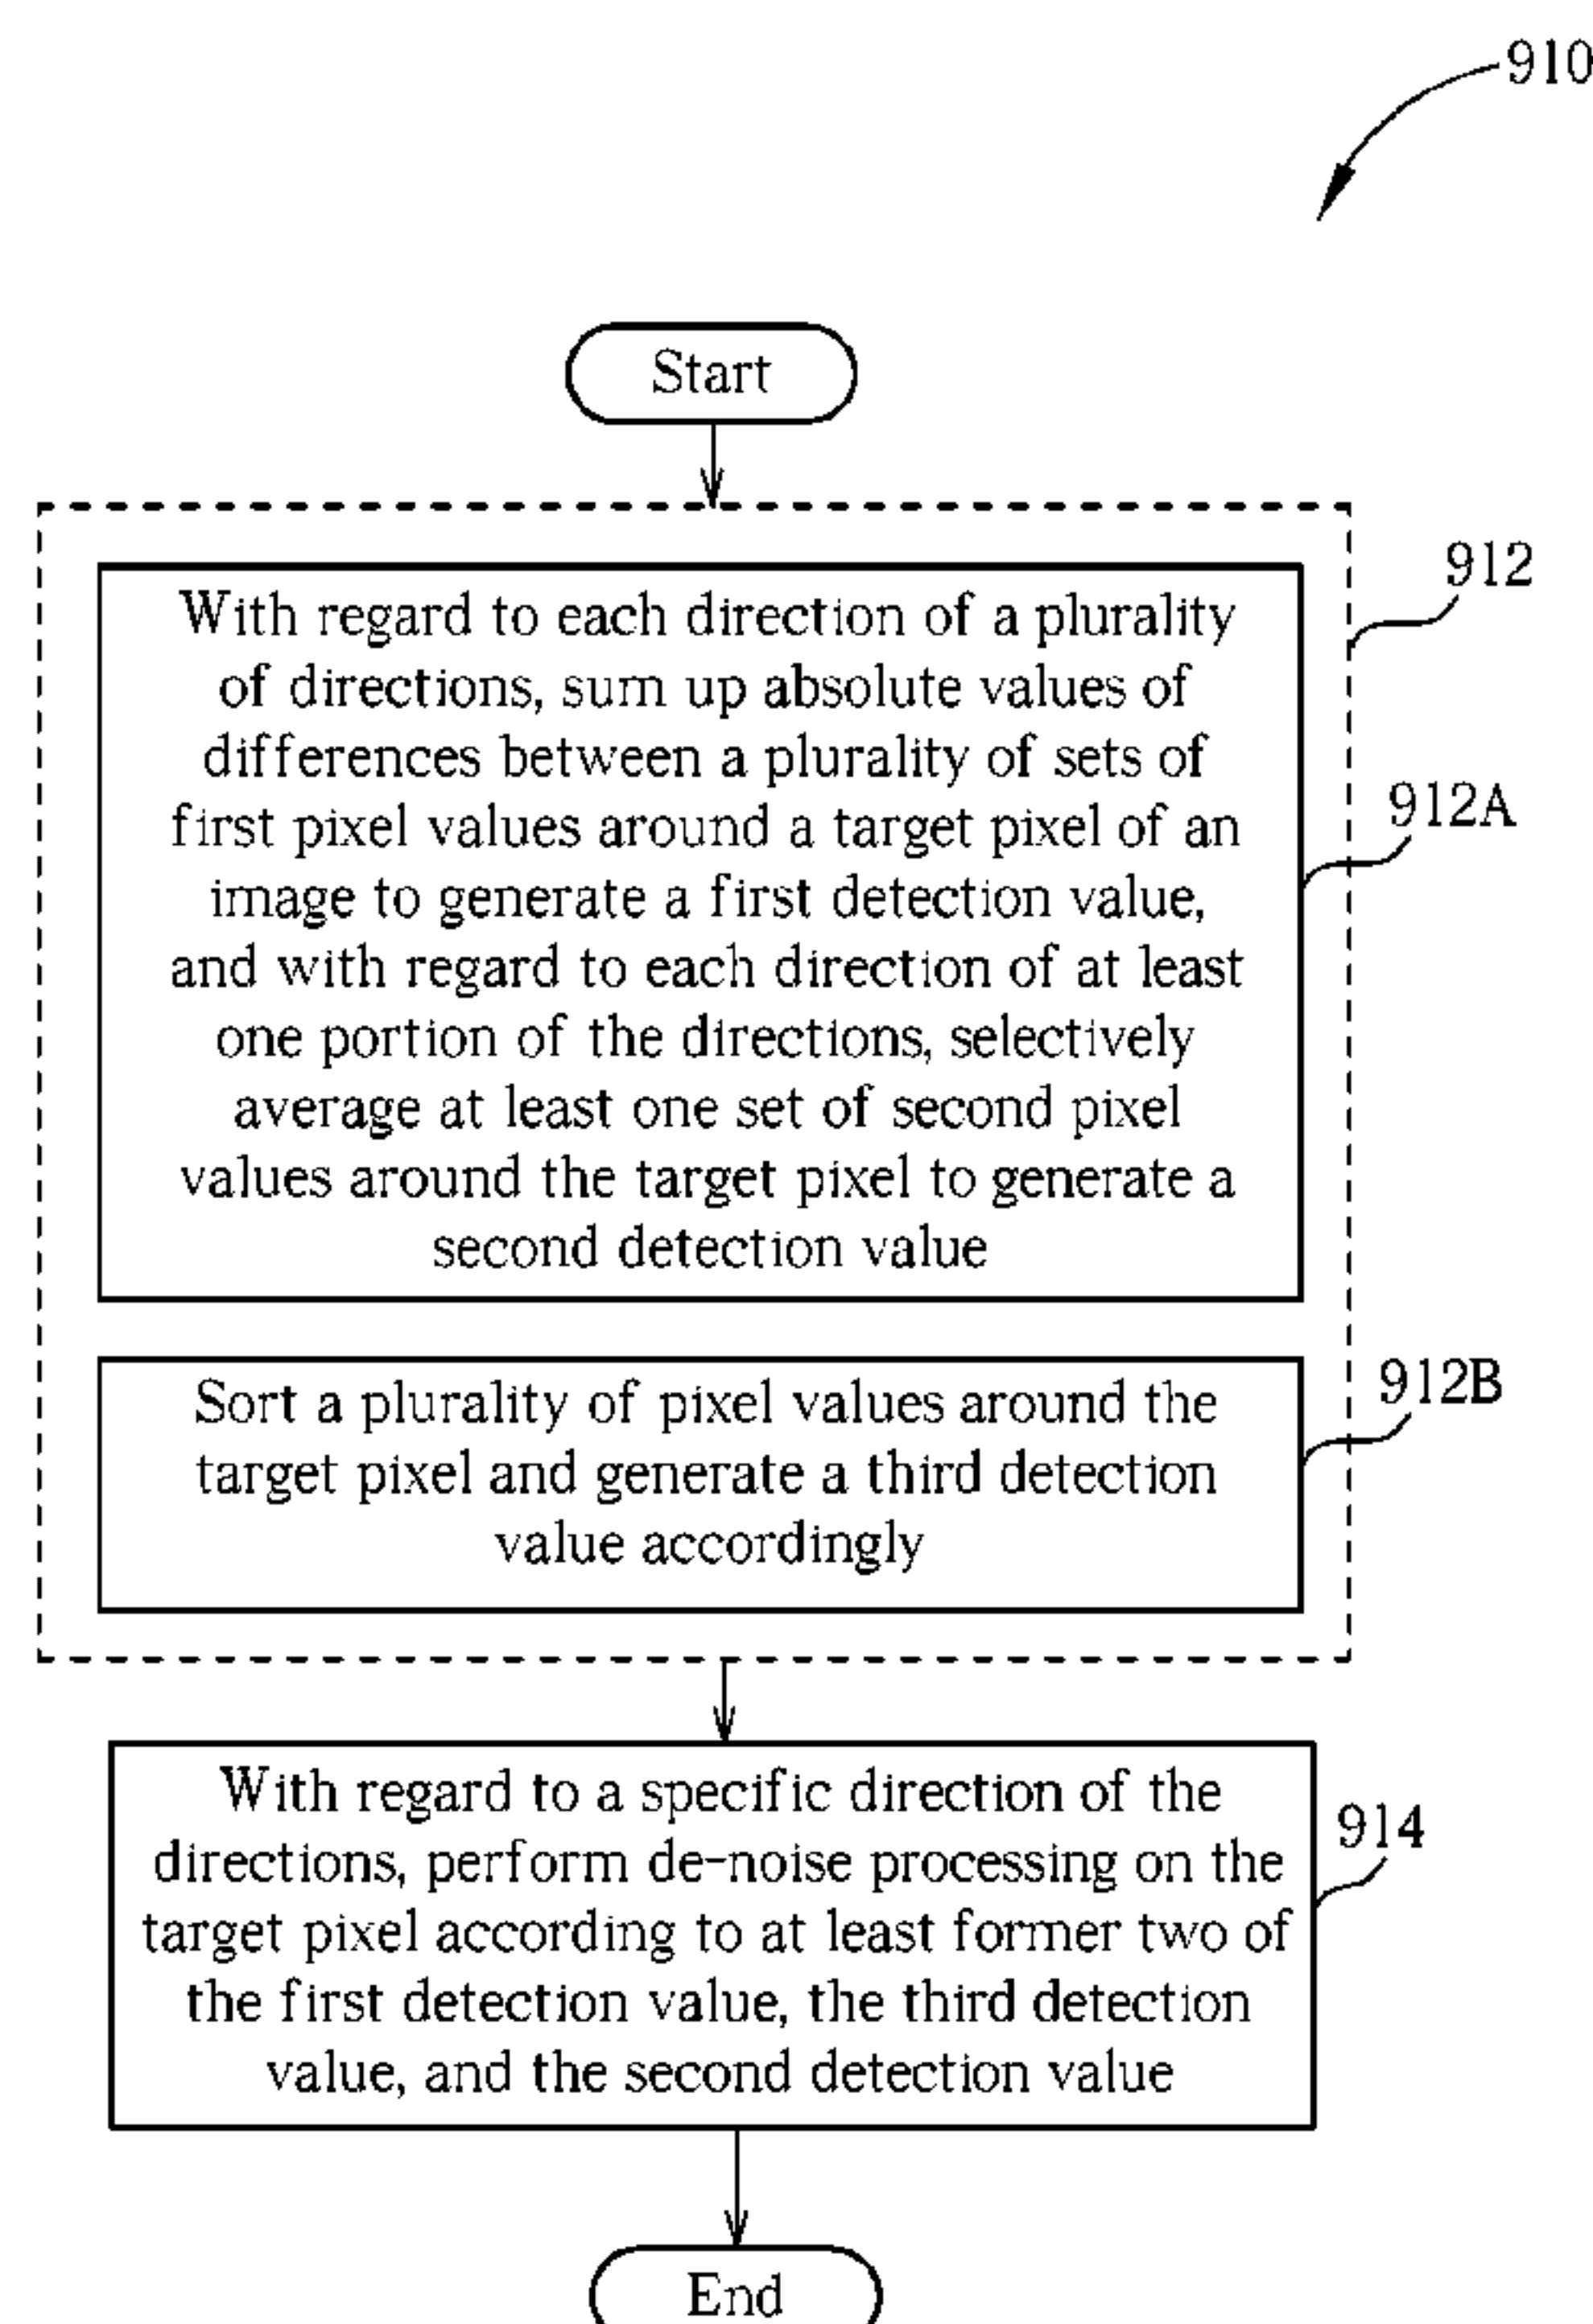 910
Start
912
With regard to each direction of a plurality
of directions, sum up absolute values of
differences between a plurality of sets of
first pixel values around a target pixel of an
image to generate a first detection value,
and with regard to each direction of at least
one portion of the directions, selectively
average at least one set of second pixel
values around the target pixel to generate a
second detection value
912A
Sort a plurality of pixel values around the
target pixel and generate a third detection
value accordingly
912B
With regard to a specific direction of the
directions, perform de-noise processing on the
target pixel according to at least former two of
the first detection value, the third detection
value, and the second detection value
914
End